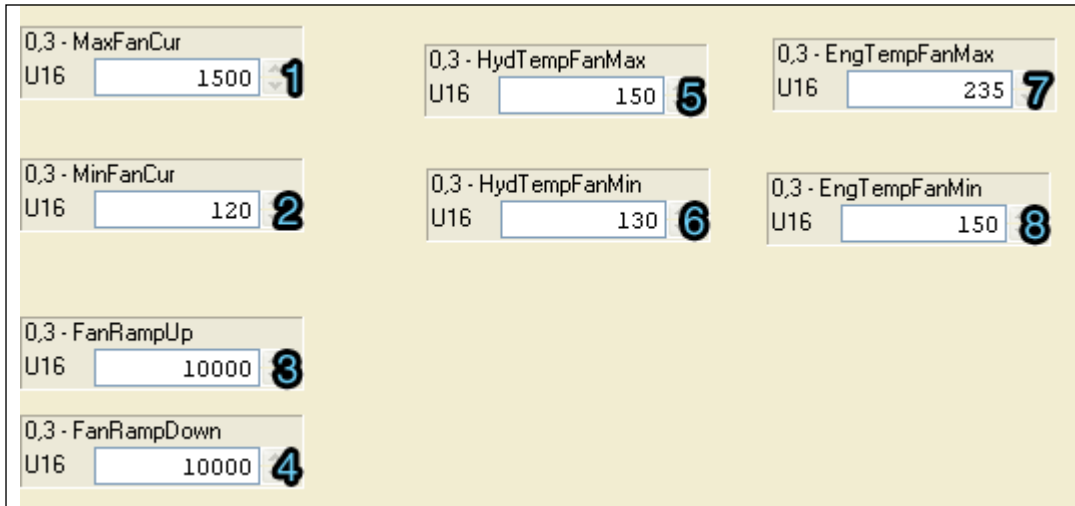 0,3 - MaxFanCur
U16 1500 1
0,3 - HydTempFanMax
U16 150 5
0,3 - EngTempFanMax
U16 235 7
0,3 - MinFanCur
U16 120 2
0,3 - HydTempFanMin
U16 130 6
0,3 - EngTempFanMin
U16 150 8
0,3 - FanRampUp
U16 10000 3
0,3 - FanRampDown
U16 10000 4